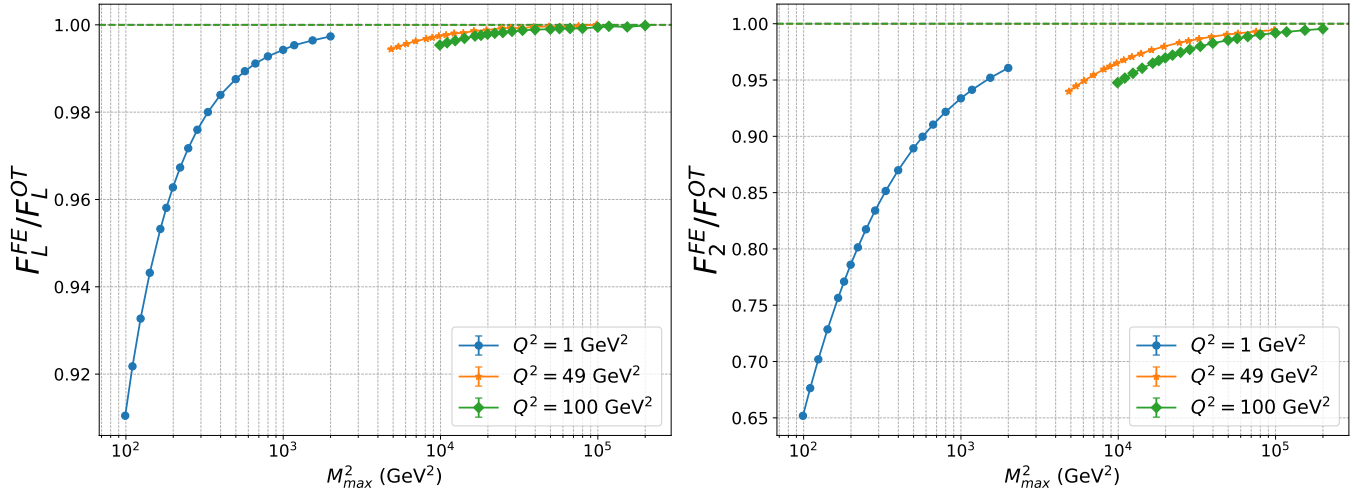 F_L^{FE}/F_L^{OT}
1.00
0.98
0.96
0.94
0.92
10^2
10^3
10^4
10^5
M^2_{max} (GeV^2)
Q^2 = 1 GeV^2
Q^2 = 49 GeV^2
Q^2 = 100 GeV^2
F_2^{FE}/F_2^{OT}
1.00
0.95
0.90
0.85
0.80
0.75
0.70
0.65
10^2
10^3
10^4
10^5
M^2_{max} (GeV^2)
Q^2 = 1 GeV^2
Q^2 = 49 GeV^2
Q^2 = 100 GeV^2